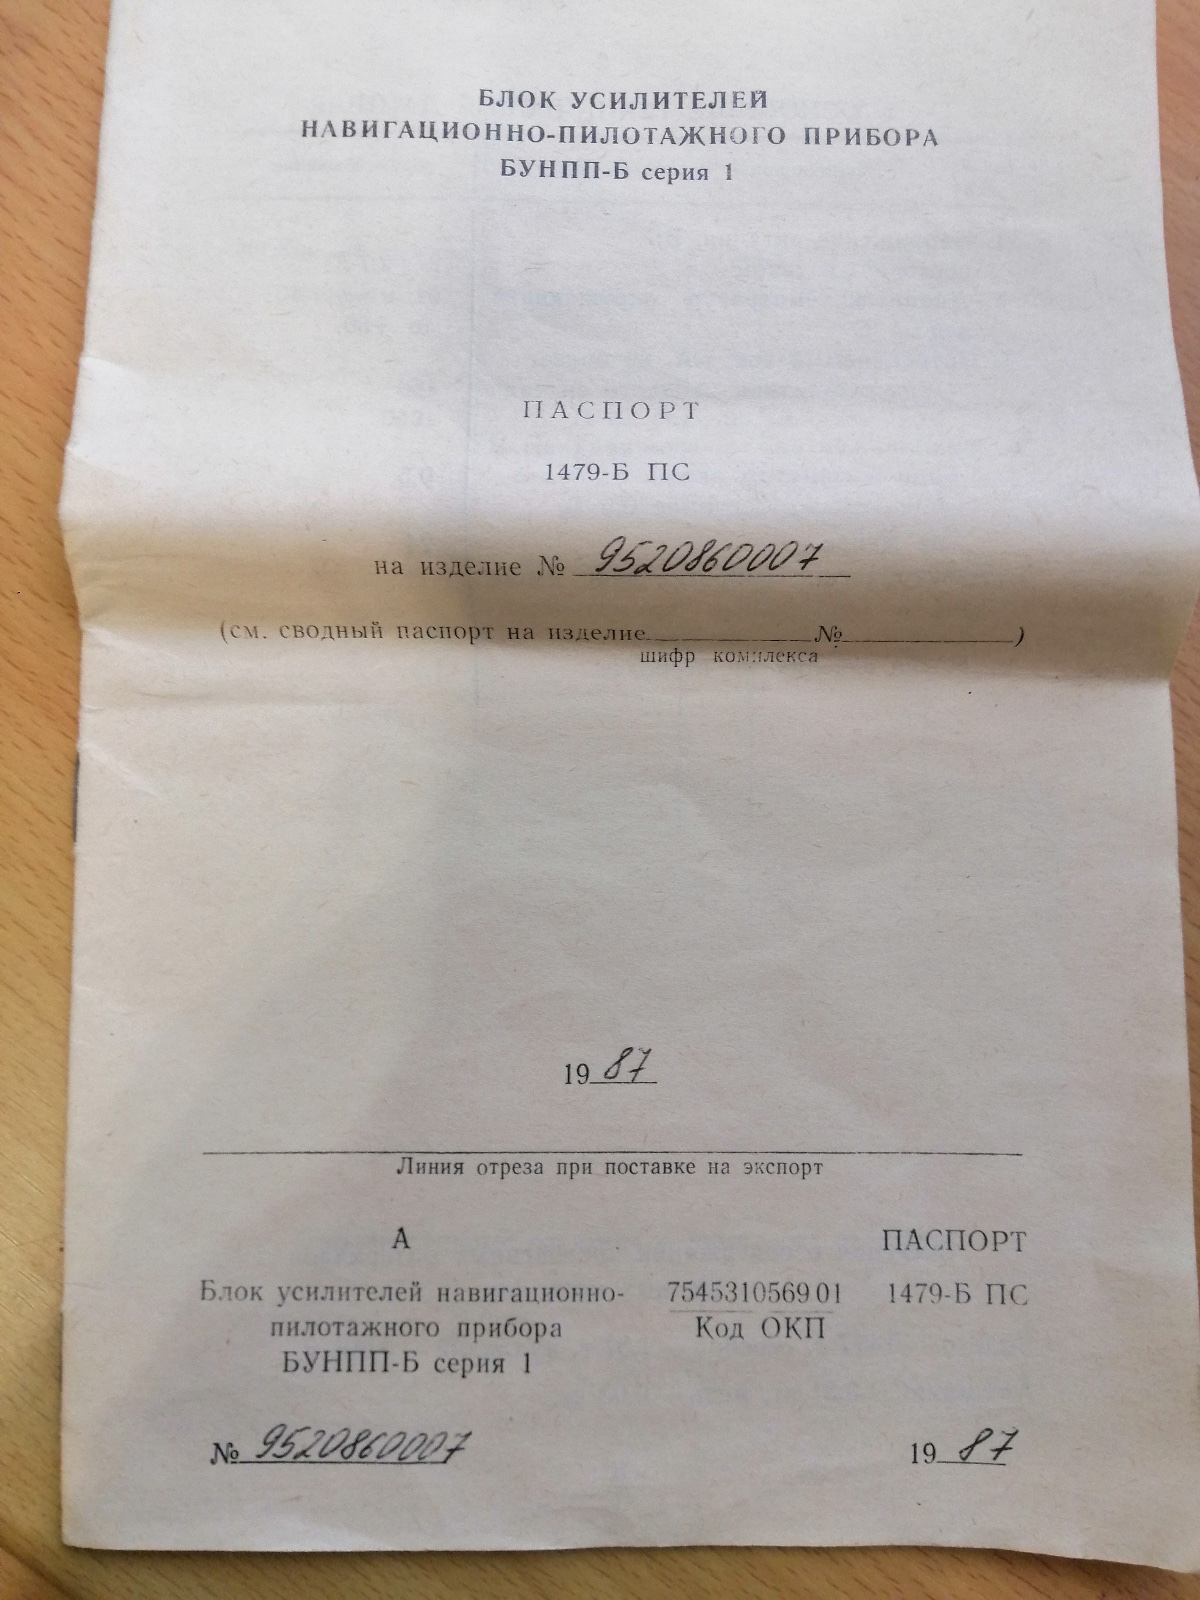 БЛОК УСИЛИТЕЛЕЙ
НАВИГАЦИОННО-ПИЛОТАЖНОГО ПРИБОРА
БУНПП-Б серия 1
ПАСПОРТ
1479-Б ПС
на изделие № 9520860007
(см. сводный паспорт на изделие №)
шифр комплекса
1987
Линия отреза при поставке на экспорт
А ПАСПОРТ
Блок усилителей навигационно- 754531056901 1479-Б ПС
пилотажного прибора Код ОКП
БУНПП-Б серия 1
№ 9520860007 1987